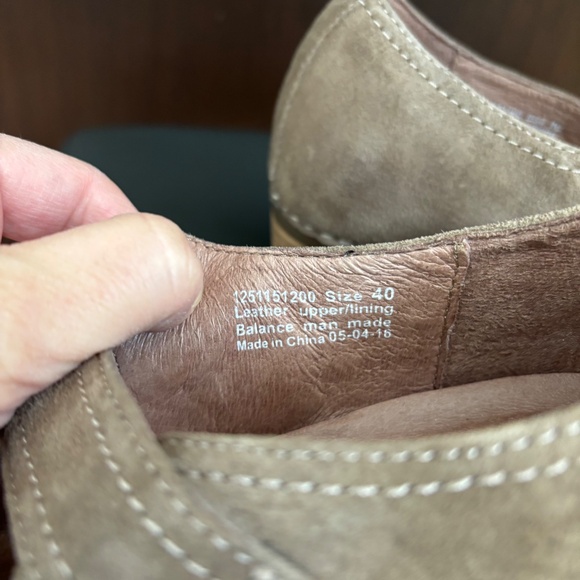 1251151200 Size 40
Leather upper/lining
Balance man made
Made in China 05-04-16